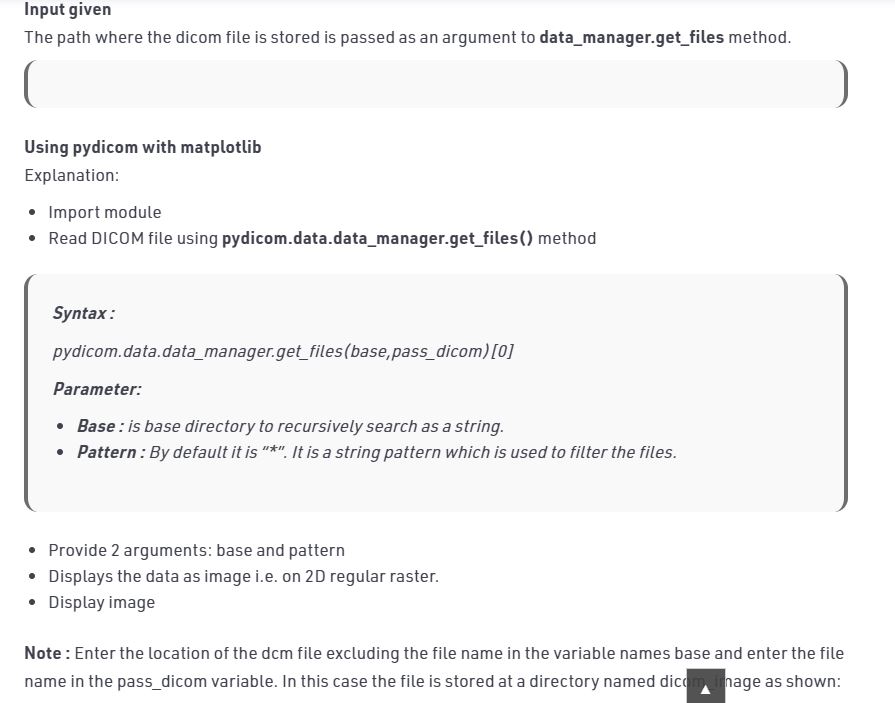 Input given
The path where the dicom file is stored is passed as an argument to data_manager.get_files method.
Using pydicom with matplotlib
Explanation:
Import module
Read DICOM file using pydicom.data.data_manager.get_files() method
Syntax :
pydicom.data.data_manager.get_files(base,pass_dicom)[0]
Parameter:
Base : is base directory to recursively search as a string.
Pattern : By default it is “*”. It is a string pattern which is used to filter the files.
Provide 2 arguments: base and pattern
Displays the data as image i.e. on 2D regular raster.
Display image
Note : Enter the location of the dcm file excluding the file name in the variable names base and enter the file
name in the pass_dicom variable. In this case the file is stored at a directory named dicom image as shown: